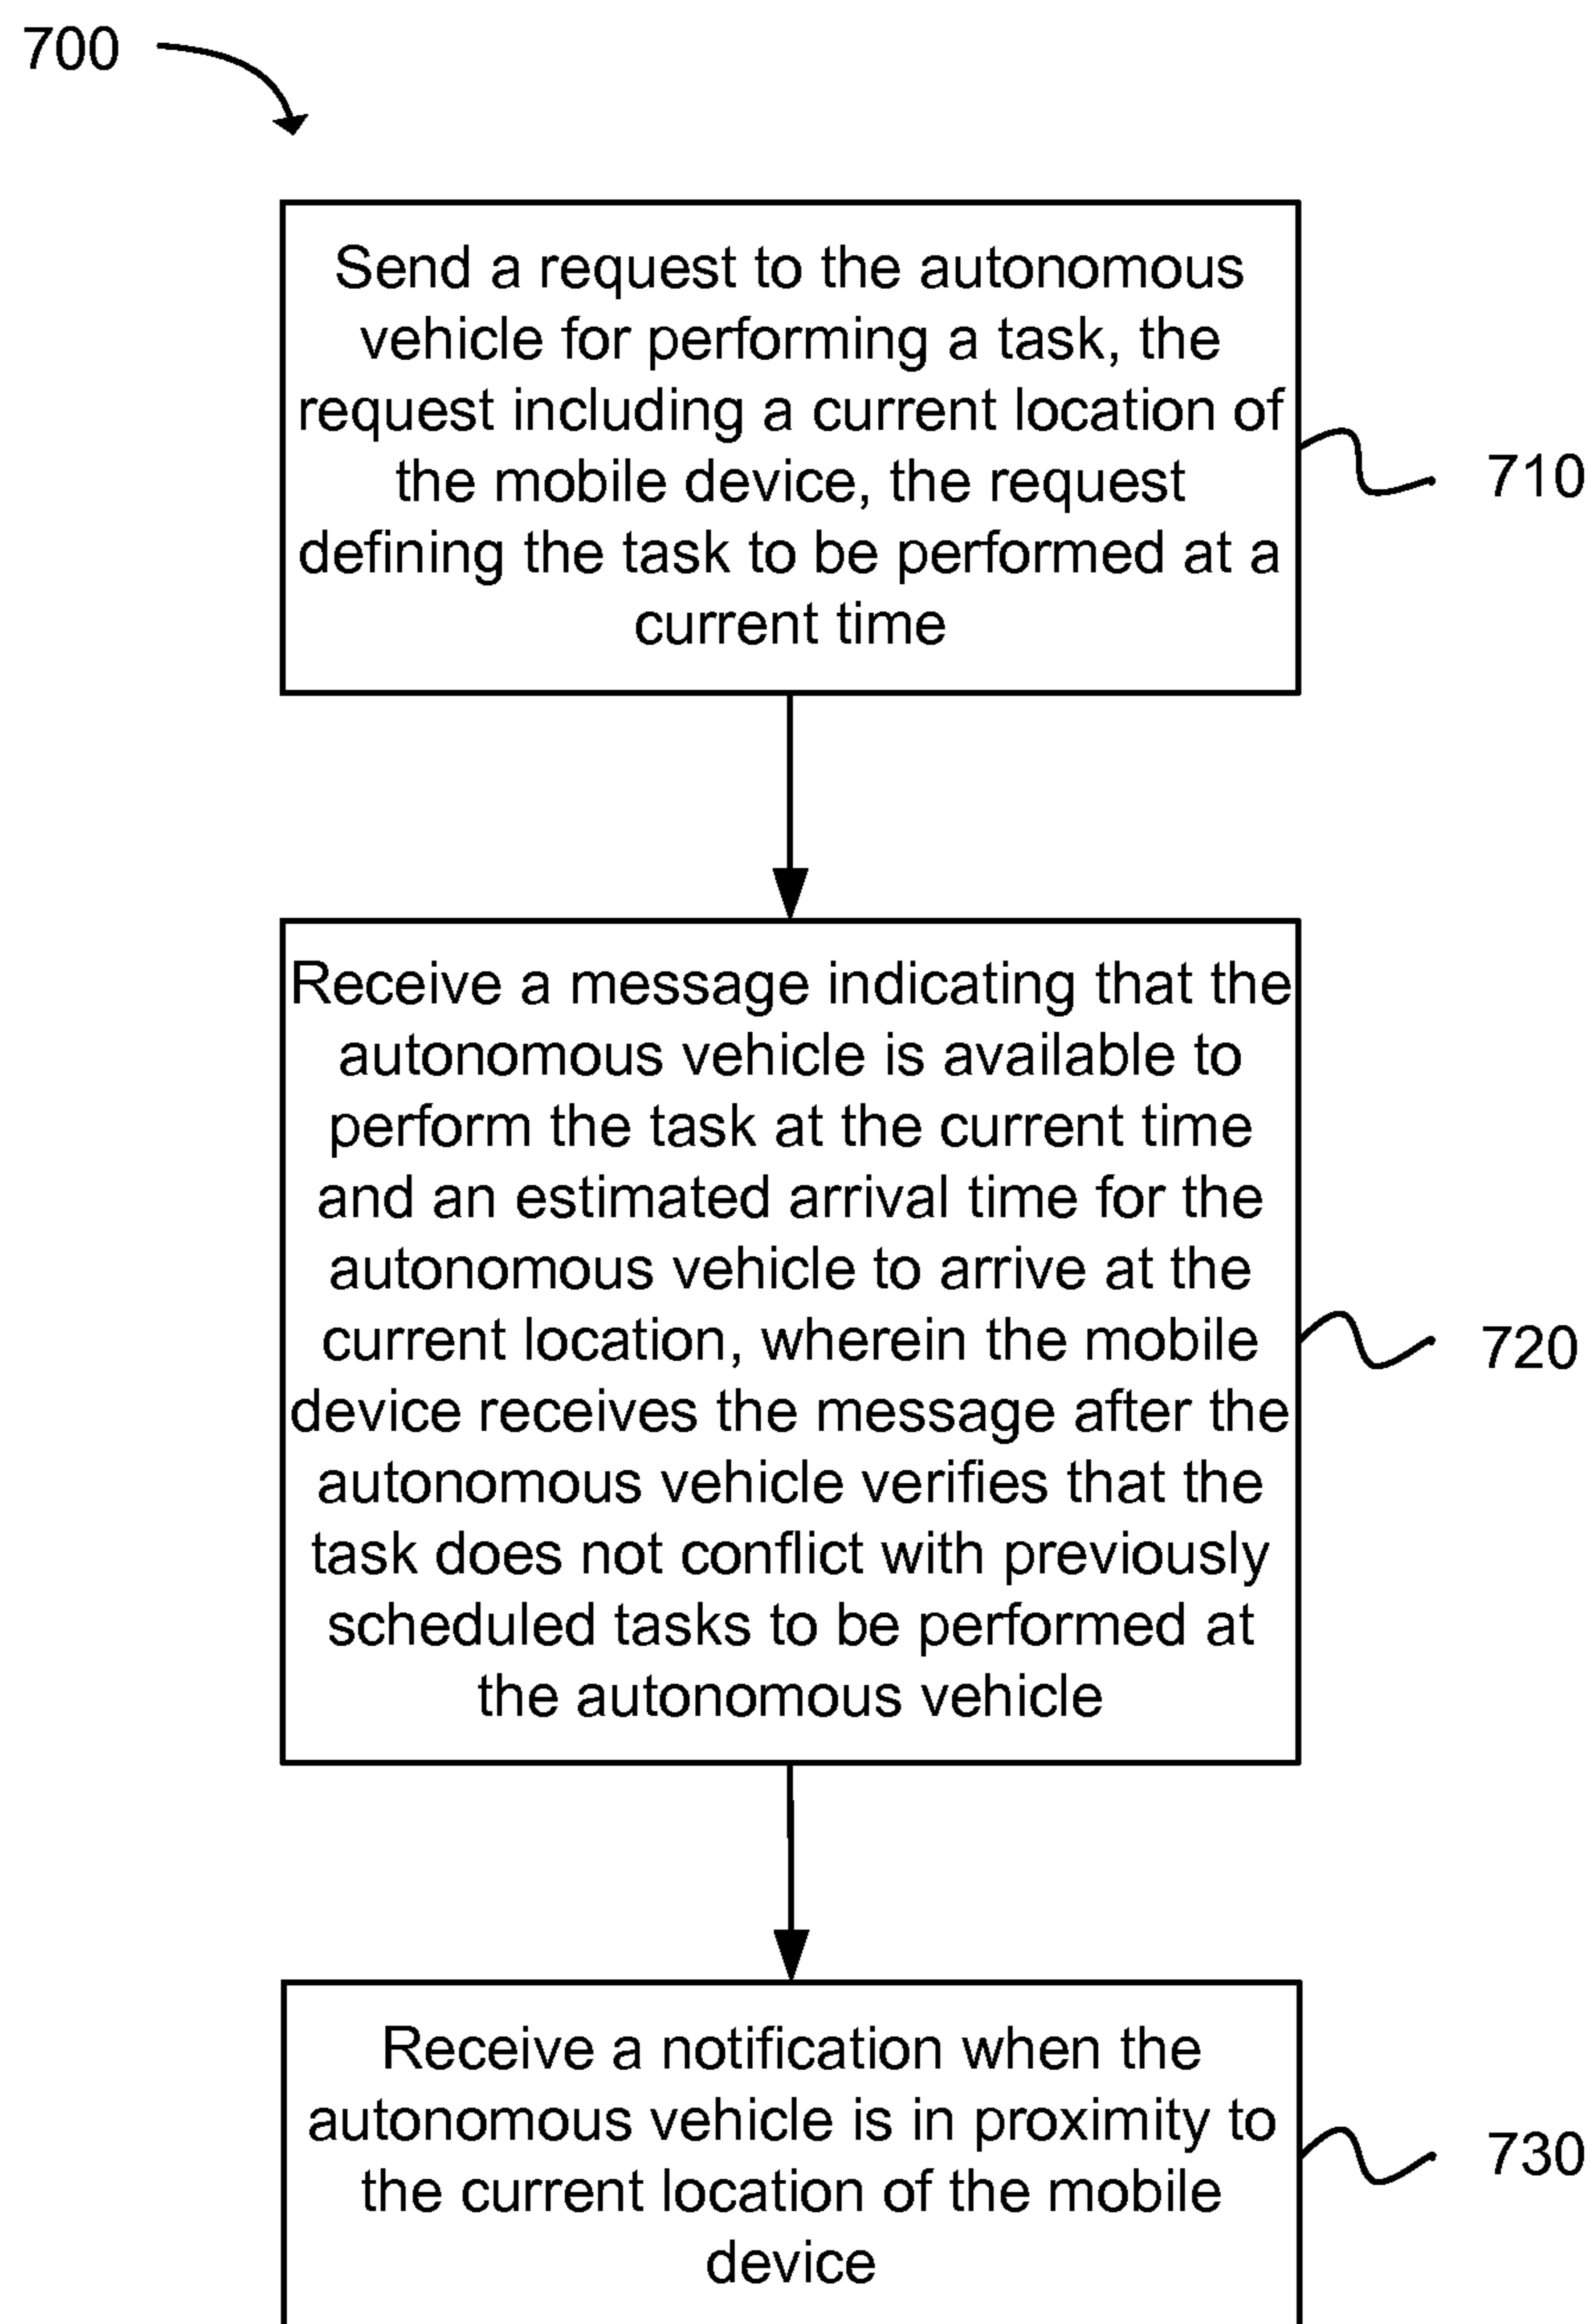 700
Send a request to the autonomous
vehicle for performing a task, the
request including a current location of
the mobile device, the request
defining the task to be performed at a
current time
710
Receive a message indicating that the
autonomous vehicle is available to
perform the task at the current time
and an estimated arrival time for the
autonomous vehicle to arrive at the
current location, wherein the mobile
device receives the message after the
autonomous vehicle verifies that the
task does not conflict with previously
scheduled tasks to be performed at
the autonomous vehicle
720
Receive a notification when the
autonomous vehicle is in proximity to
the current location of the mobile
device
730